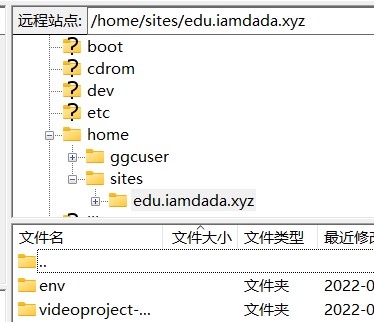 远程站点: /home/sites/edu.iamdada.xyz
boot
cdrom
dev
etc
home
ggcuser
sites
edu.iamdada.xyz
文件名 文件大小 文件类型 最近修改
..
env 文件夹 2022-0
videoproject-... 文件夹 2022-0